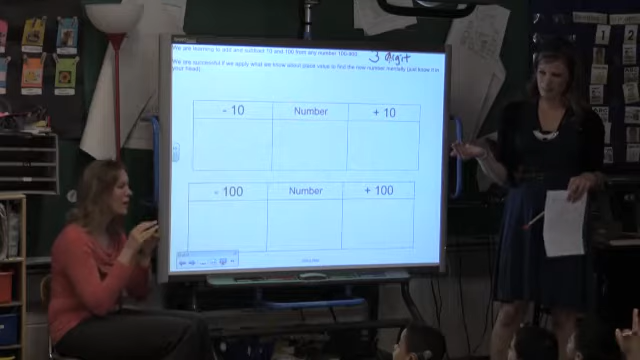 3 digit
We are learning to add and subtract 10 and 100 from any number 100-900.
We are successful if we apply what we know about place value to find the new number mentally (just know it in
your head).
- 10 Number + 10
- 100 Number + 100
1 2